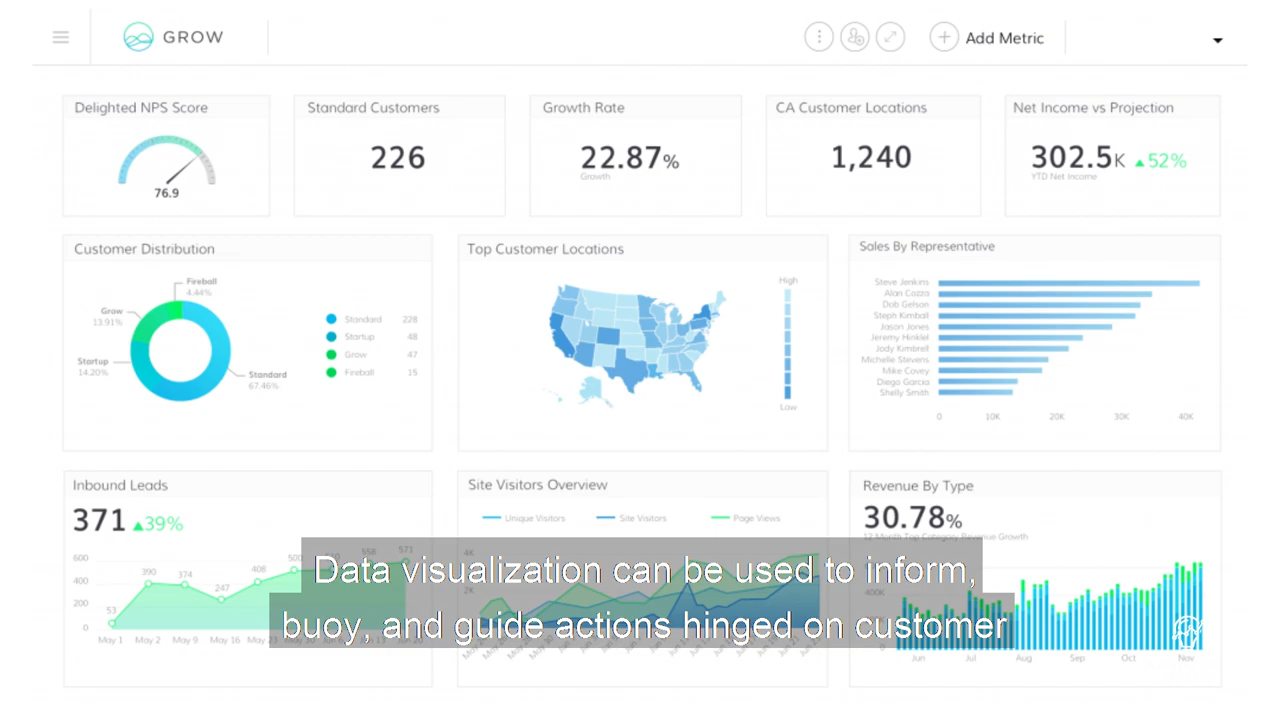 GROW
Add Metric
Delighted NPS Score
76.9
Standard Customers
226
Growth Rate
22.87%
Growth
CA Customer Locations
1,240
Net Income vs Projection
302.5K ▲52%
YTD Net Income
Customer Distribution
Fireball
4.44%
Grow
13.91%
Startup
14.20%
Standard
67.46%
Standard 228
Startup 48
Grow 47
Fireball 15
Top Customer Locations
High
Low
Sales By Representative
Steve Jenkins
Alan Cozza
Dob Gelson
Steph Kimball
Jason Jones
Jeremy Hinklel
Jody Kimbrell
Michelle Stevens
Mike Covey
Diego Garcia
Shelly Smith
0 10K 20K 30K 40K
Inbound Leads
371 ▲39%
600
400
200
0
53 390 374 247 408 500 558 571
May 1 May 2 May 9 May 16 May 23
Site Visitors Overview
Unique Visitors Site Visitors Page Views
4K
2K
Revenue By Type
30.78%
12 Month Top Category Revenue Growth
400K
Jun Jul Aug Sep Oct Nov
Data visualization can be used to inform,
buoy, and guide actions hinged on customer